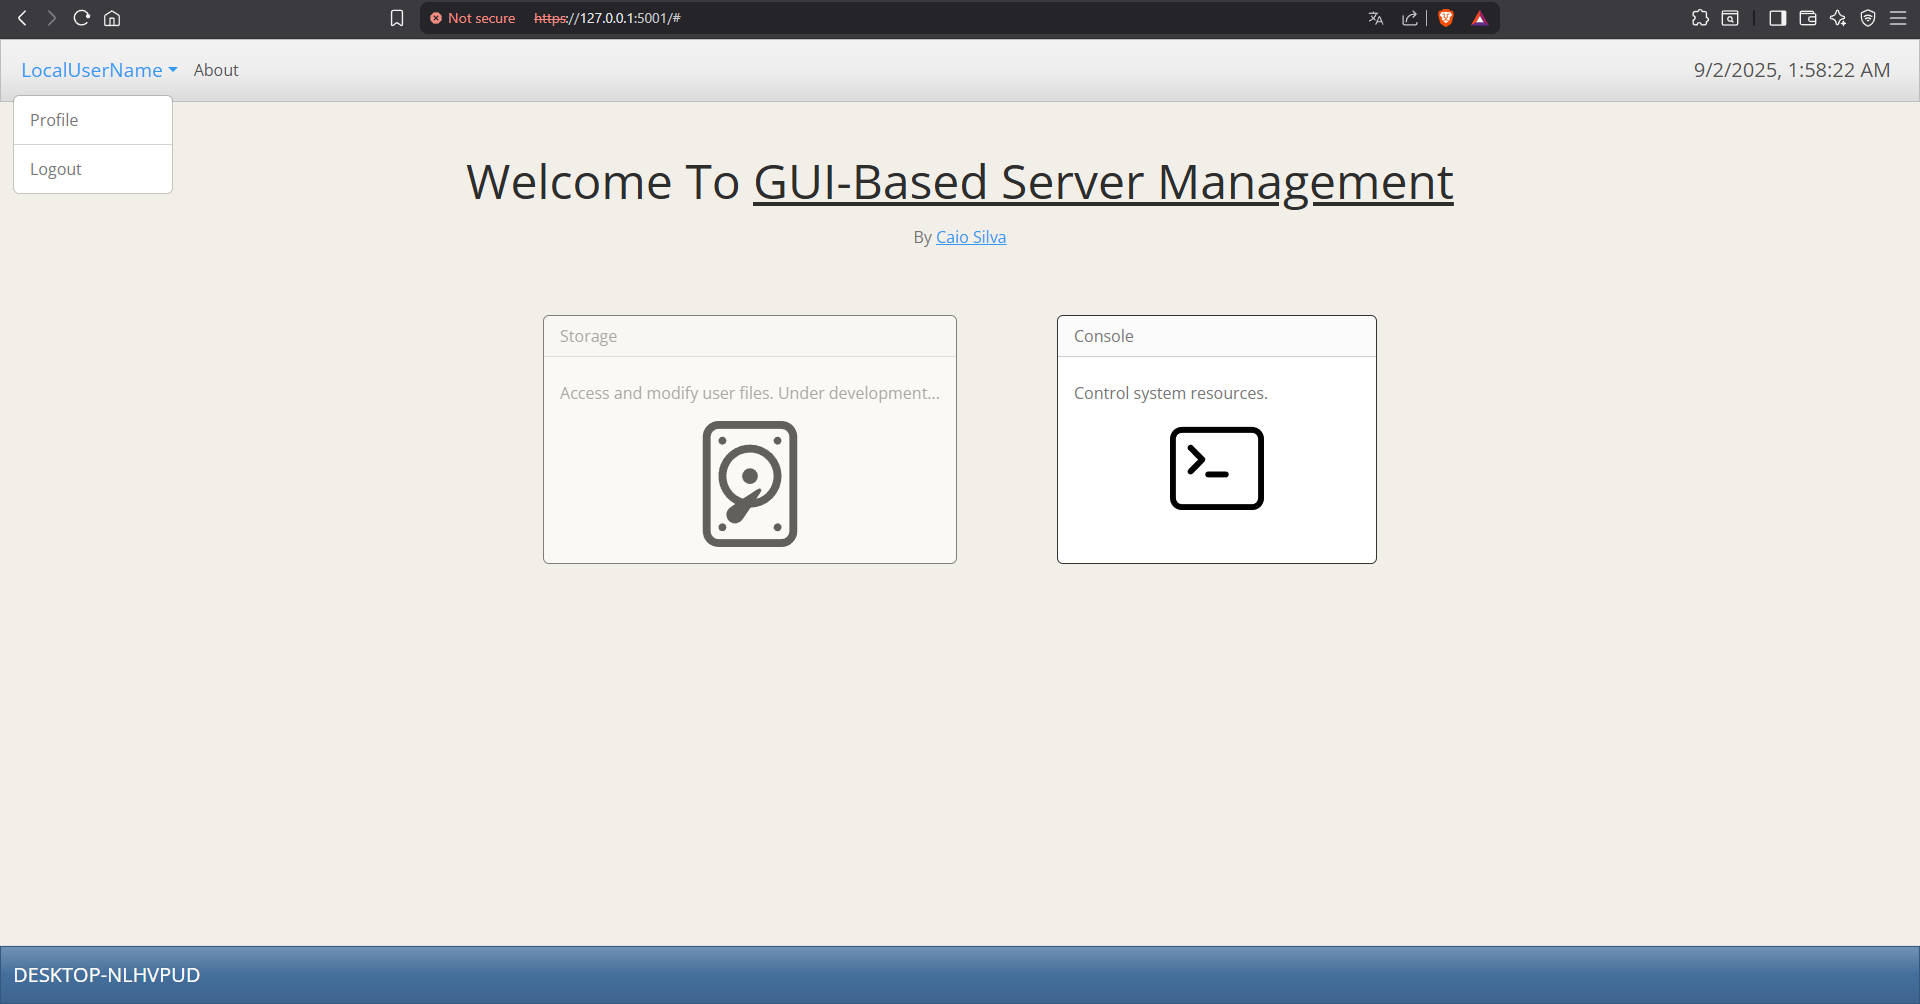 Not secure https://127.0.0.1:5001/#
LocalUserName About 9/2/2025, 1:58:22 AM
Profile
Logout
Welcome To GUI-Based Server Management
By Caio Silva
Storage
Access and modify user files. Under development...
Console
Control system resources.
DESKTOP-NLHVPUD